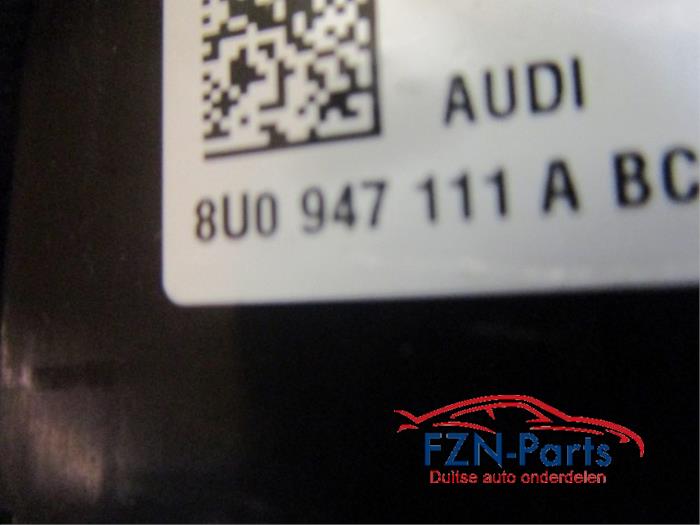 AUDI
8U0 947 111 A BC
FZN-Parts
Duitse auto onderdelen